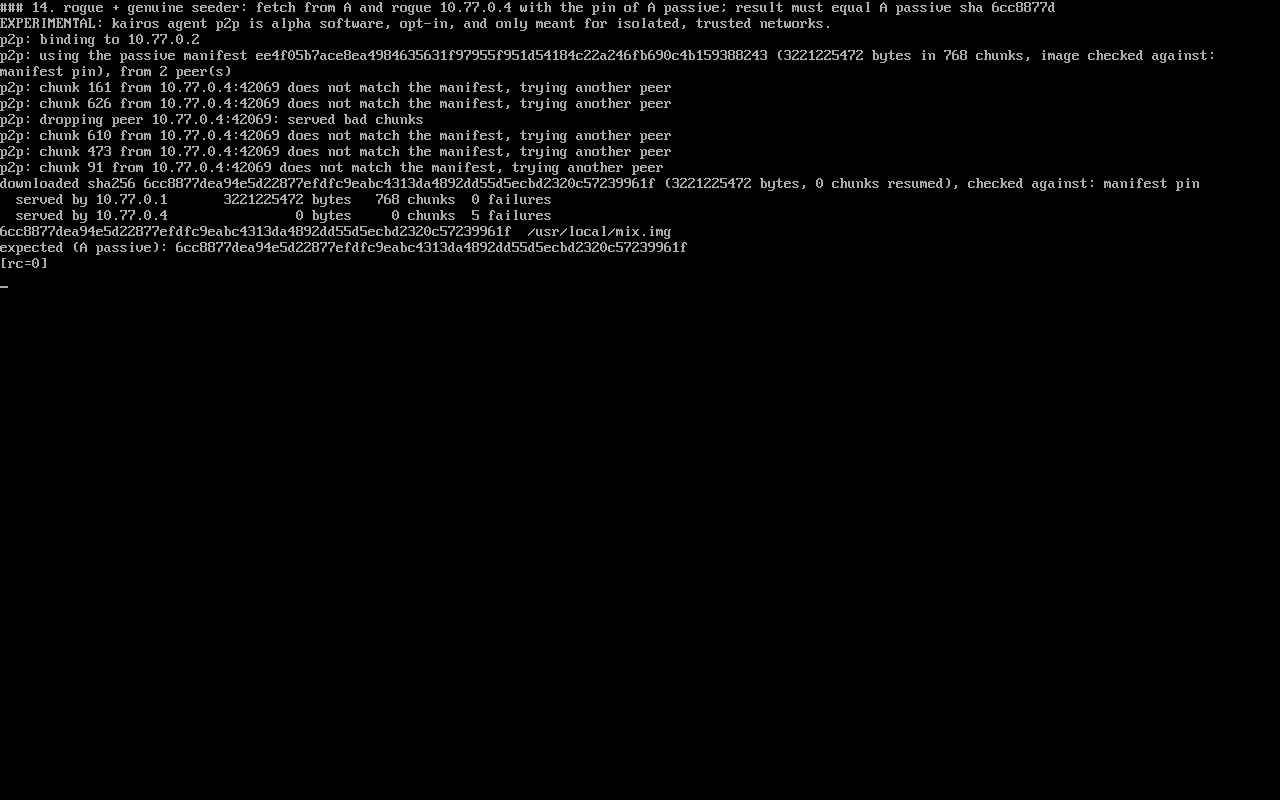 ### 14. rogue + genuine seeder: fetch from A and rogue 10.77.0.4 with the pin of A passive; result must equal A passive sha 6cc8877d
EXPERIMENTAL: kairos agent p2p is alpha software, opt-in, and only meant for isolated, trusted networks.
p2p: binding to 10.77.0.2
p2p: using the passive manifest ee4f05b7ace8ea4984635631f97955f951d54184c22a246fb690c4b159388243 (3221225472 bytes in 768 chunks, image checked against:
manifest pin), from 2 peer(s)
p2p: chunk 161 from 10.77.0.4:42069 does not match the manifest, trying another peer
p2p: chunk 626 from 10.77.0.4:42069 does not match the manifest, trying another peer
p2p: dropping peer 10.77.0.4:42069: served bad chunks
p2p: chunk 610 from 10.77.0.4:42069 does not match the manifest, trying another peer
p2p: chunk 473 from 10.77.0.4:42069 does not match the manifest, trying another peer
p2p: chunk 91 from 10.77.0.4:42069 does not match the manifest, trying another peer
downloaded sha256 6cc8877dea94e5d22877efdfc9eabc4313da4892dd55d5ecbd2320c57239961f (3221225472 bytes, 0 chunks resumed), checked against: manifest pin
  served by 10.77.0.1       3221225472 bytes   768 chunks  0 failures
  served by 10.77.0.4                0 bytes     0 chunks  5 failures
6cc8877dea94e5d22877efdfc9eabc4313da4892dd55d5ecbd2320c57239961f  /usr/local/mix.img
expected (A passive): 6cc8877dea94e5d22877efdfc9eabc4313da4892dd55d5ecbd2320c57239961f
[rc=0]